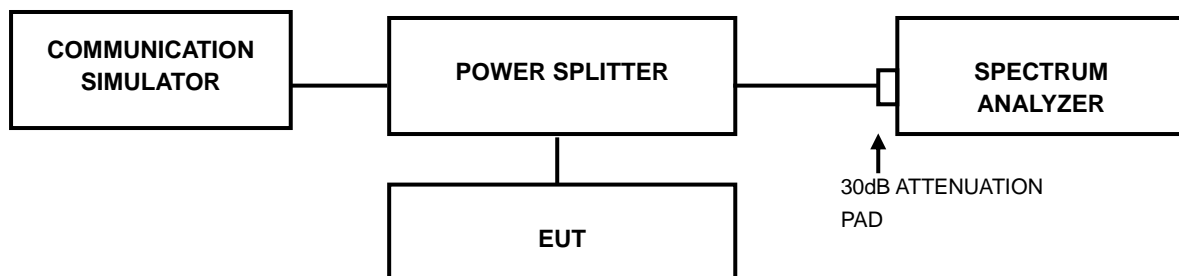 COMMUNICATION
SIMULATOR
POWER SPLITTER
SPECTRUM
ANALYZER
30dB ATTENUATION
PAD
EUT